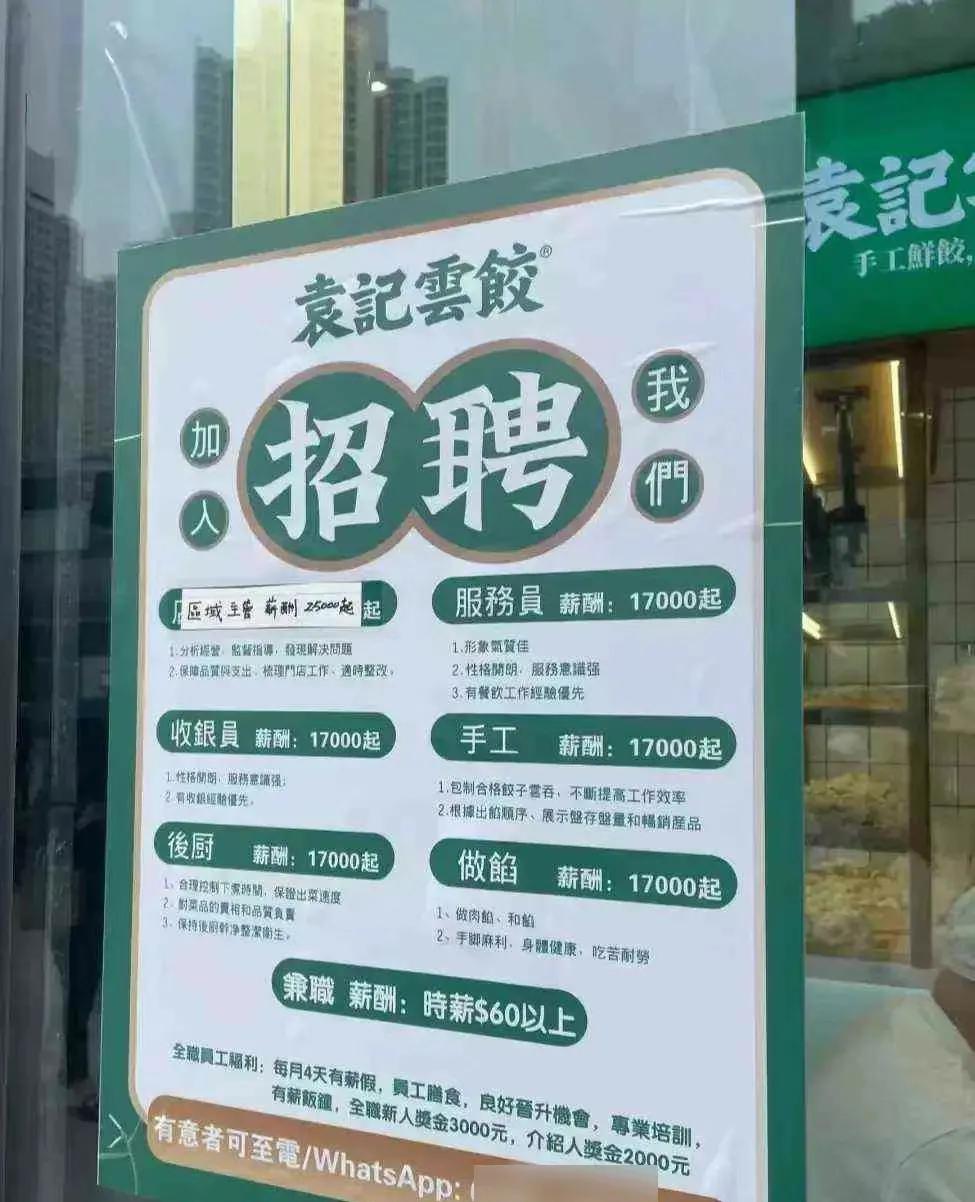 袁記雲餃®
加入
招聘
我們
區域主管 薪酬 25000起 起
1.分析經營、監督指導、發現解決問題
2.保障品質與支出、梳理門店工作、適時整改。
服務員 薪酬：17000起
1.形象氣質佳
2.性格開朗、服務意識强
3.有餐飲工作經驗優先
收銀員 薪酬：17000起
1.性格開朗、服務意識强;
2.有收銀經驗優先。
手工 薪酬：17000起
1.包制合格餃子雲吞、不斷提高工作效率
2.根據出餡順序、展示盤存盤量和暢銷産品
後厨 薪酬：17000起
1、合理控制下煮時間、保證出菜速度
2、對菜品的賣相和品質負責
3、保持後厨幹净整潔衛生。
做餡 薪酬：17000起
1、做肉餡、和餡
2、手脚麻利、身體健康、吃苦耐勞
兼職 薪酬：時薪$60以上
全職員工福利：每月4天有薪假，員工膳食，良好晉升機會，專業培訓，
有薪飯鐘，全職新人獎金3000元，介紹人獎金2000元
有意者可至電/WhatsApp:
袁記
手工鮮餃,